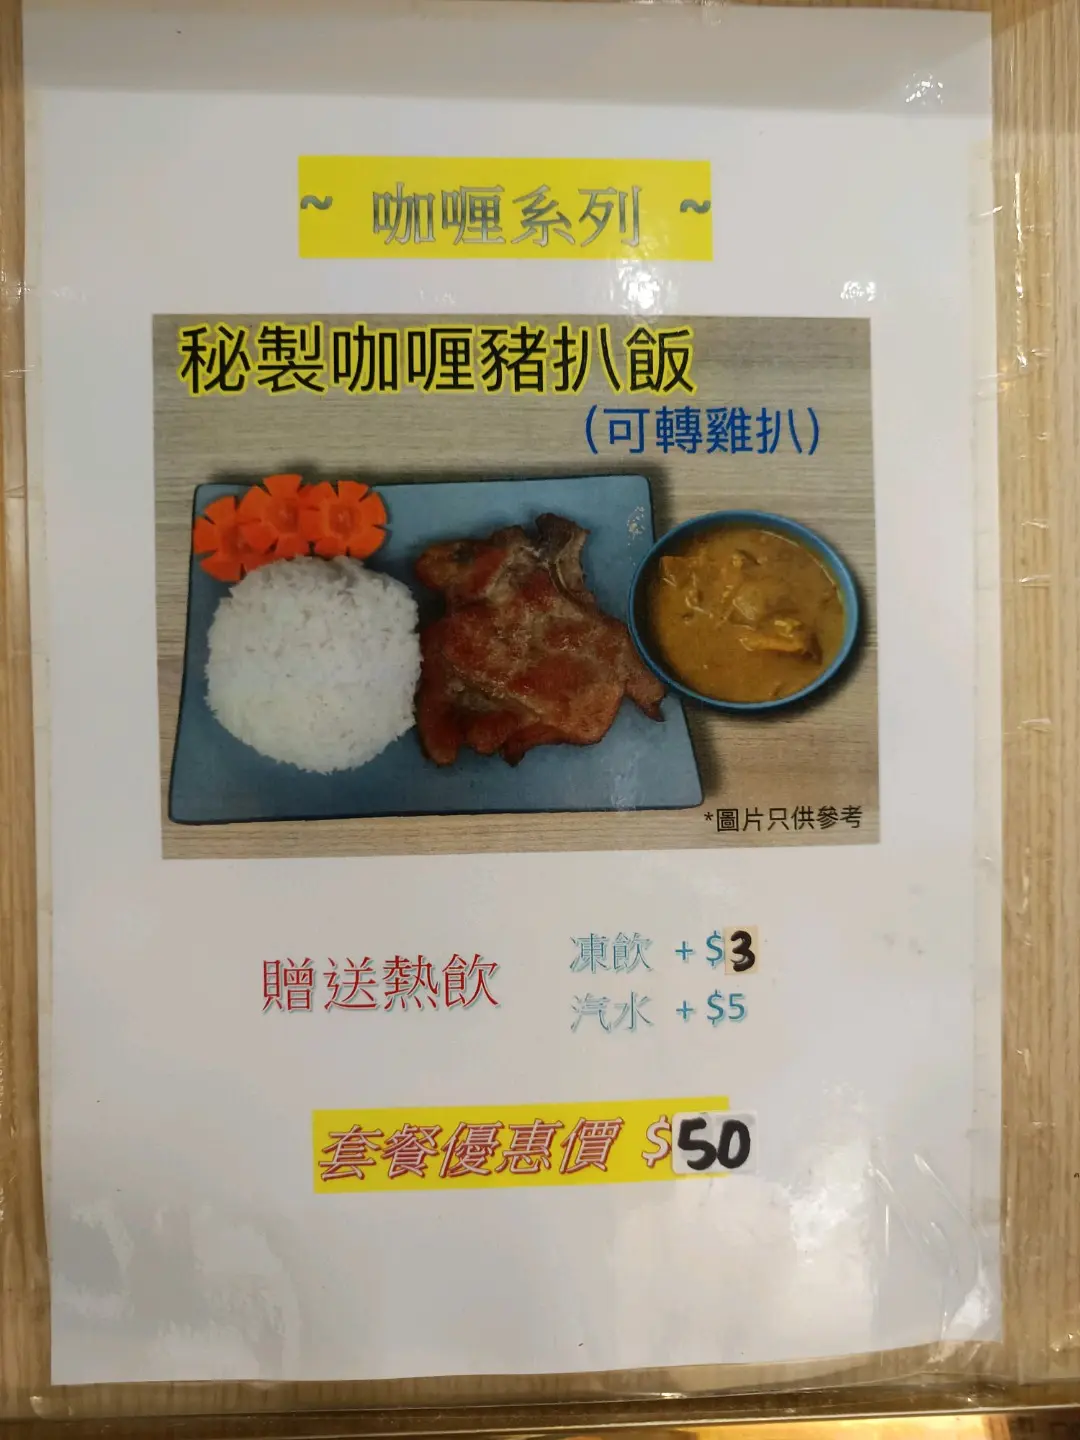 ~ 咖喱系列 ~
秘製咖喱豬扒飯
(可轉雞扒)
*圖片只供參考
贈送熱飲
凍飲 + $3
汽水 + $5
套餐優惠價 $50